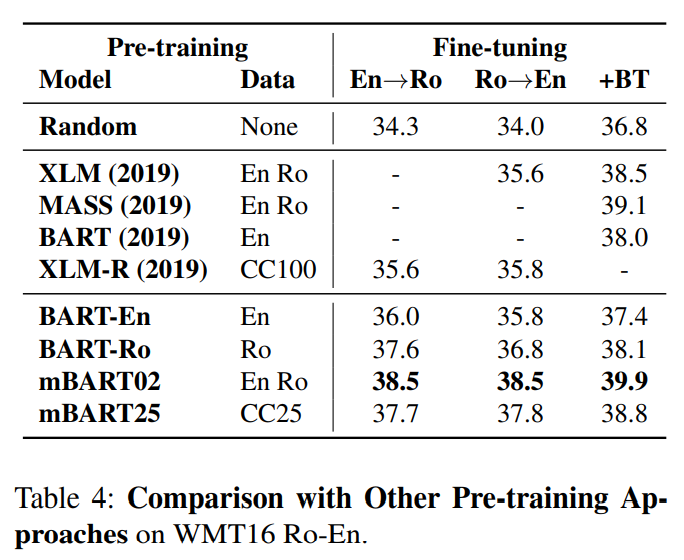 Pre-training Fine-tuning
Model Data En→Ro Ro→En +BT
Random None 34.3 34.0 36.8
XLM (2019) En Ro - 35.6 38.5
MASS (2019) En Ro - - 39.1
BART (2019) En - - 38.0
XLM-R (2019) CC100 35.6 35.8 -
BART-En En 36.0 35.8 37.4
BART-Ro Ro 37.6 36.8 38.1
mBART02 En Ro 38.5 38.5 39.9
mBART25 CC25 37.7 37.8 38.8
Table 4: Comparison with Other Pre-training Ap-
proaches on WMT16 Ro-En.